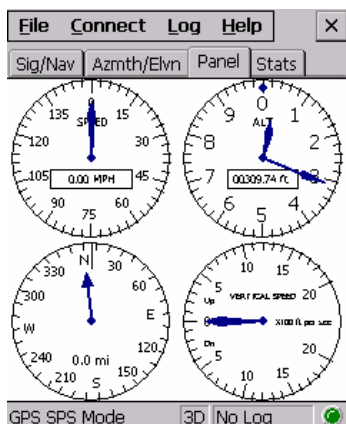 File Connect Log Help X
Sig/Nav Azmth/Elvn Panel Stats
0 15 30 45 60 75 90 105 120 135
SPEED
0.00 MPH
0 1 2 3 4 5 6 7 8 9
ALT
00309.74 ft
N 30 60 E 120 150 S 210 240 W 300 330
0.0 mi
0 5 10 15 20 20 15 10 5
Up
VERTICAL SPEED
X100 ft per sec
Dn
GPS SPS Mode 3D No Log